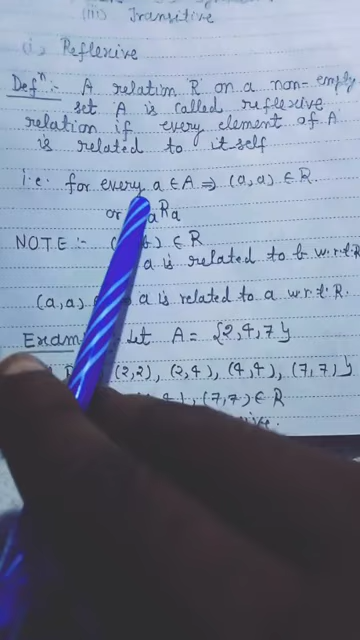 (iii) Transitive
(i) Reflexive
Defⁿ:- A relation R on a non-empty
set A is called reflexive
relation if every element of A
is related to itself
i.e. for every a ∈ A ⇒ (a, a) ∈ R
or aRa
NOTE :- ( b) ∈ R
a is related to b w.r.t R
(a, a) a is related to a w.r.t R.
Exam Let A = {2, 4, 7}
(2,2), (2,4), (4,4), (7,7)}
), (7,7) ∈ R